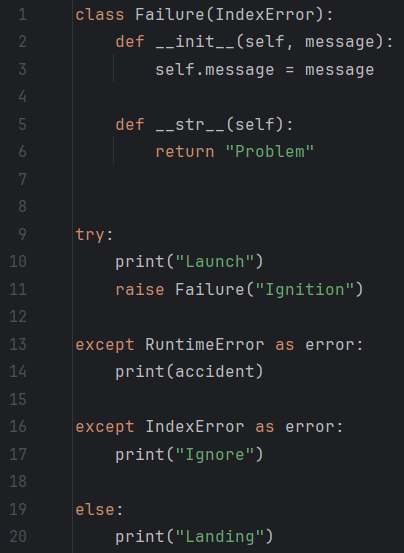 1 class Failure(IndexError):
2     def __init__(self, message):
3         self.message = message
4
5     def __str__(self):
6         return "Problem"
7
8
9 try:
10     print("Launch")
11     raise Failure("Ignition")
12
13 except RuntimeError as error:
14     print(accident)
15
16 except IndexError as error:
17     print("Ignore")
18
19 else:
20     print("Landing")